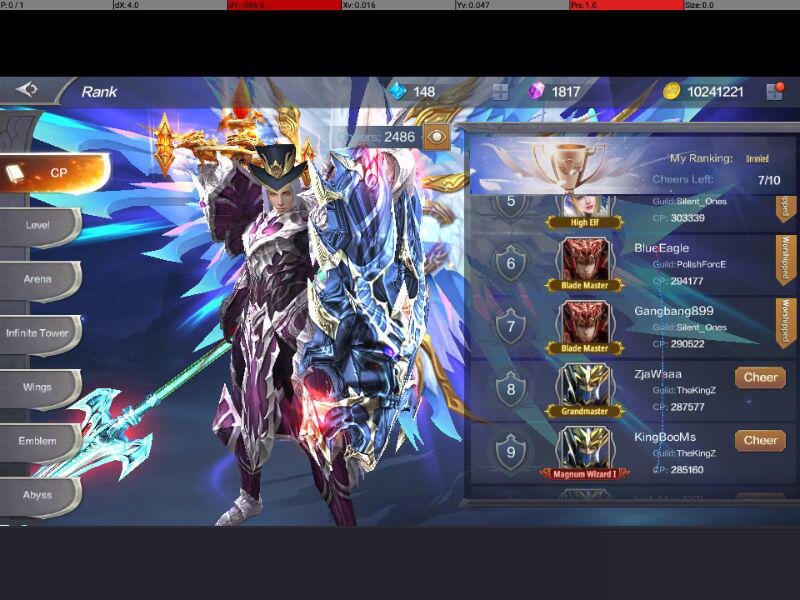 P: 0 / 1 dX: 4.0 dY: -286.6 Xv: 0.016 Yv: 0.047 Prs: 1.0 Size: 0.0
Rank 148 1817 10241221
Cheers: 2486
My Ranking: Unranked
Cheers Left: 7/10
CP
Level
Arena
Infinite Tower
Wings
Emblem
Abyss
5 High Elf
Guild: Silent_Ones
CP: 303339
6 Blade Master
BlueEagle
Guild: PolishForcE
CP: 294177
Worshipped
7 Blade Master
Gangbang899
Guild: Silent_Ones
CP: 290522
Worshipped
8 Grandmaster
ZjaWaaa
Guild: TheKingZ
CP: 287577
Cheer
9 Magnum Wizard I
KingBooMs
Guild: TheKingZ
CP: 285160
Cheer